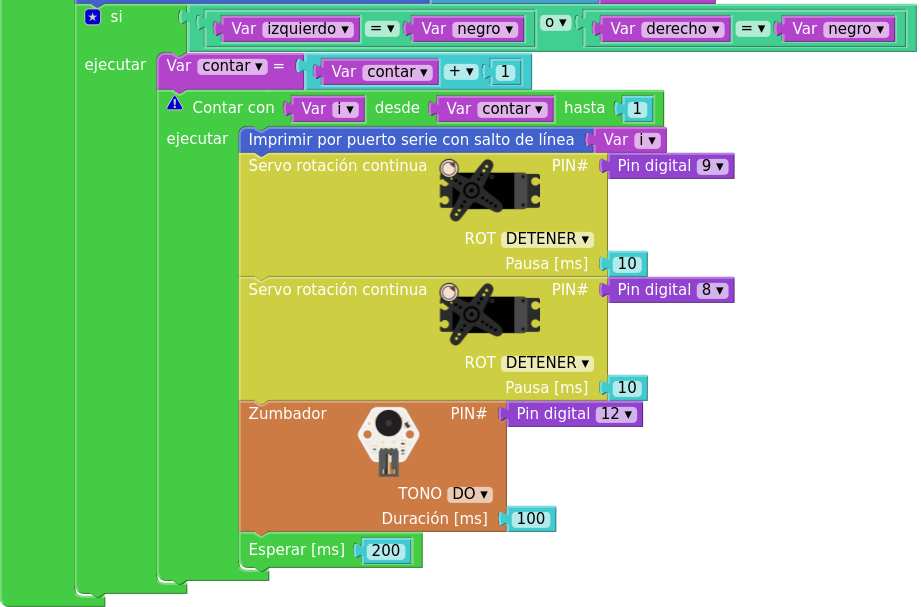 si Var izquierdo ▾ = ▾ Var negro ▾ o ▾ Var derecho ▾ = ▾ Var negro ▾
ejecutar Var contar ▾ = Var contar ▾ + ▾ 1
Contar con Var i ▾ desde Var contar ▾ hasta 1
ejecutar Imprimir por puerto serie con salto de línea Var i ▾
Servo rotación continua PIN# Pin digital 9 ▾
ROT DETENER ▾
Pausa [ms] 10
Servo rotación continua PIN# Pin digital 8 ▾
ROT DETENER ▾
Pausa [ms] 10
Zumbador PIN# Pin digital 12 ▾
TONO DO ▾
Duración [ms] 100
Esperar [ms] 200